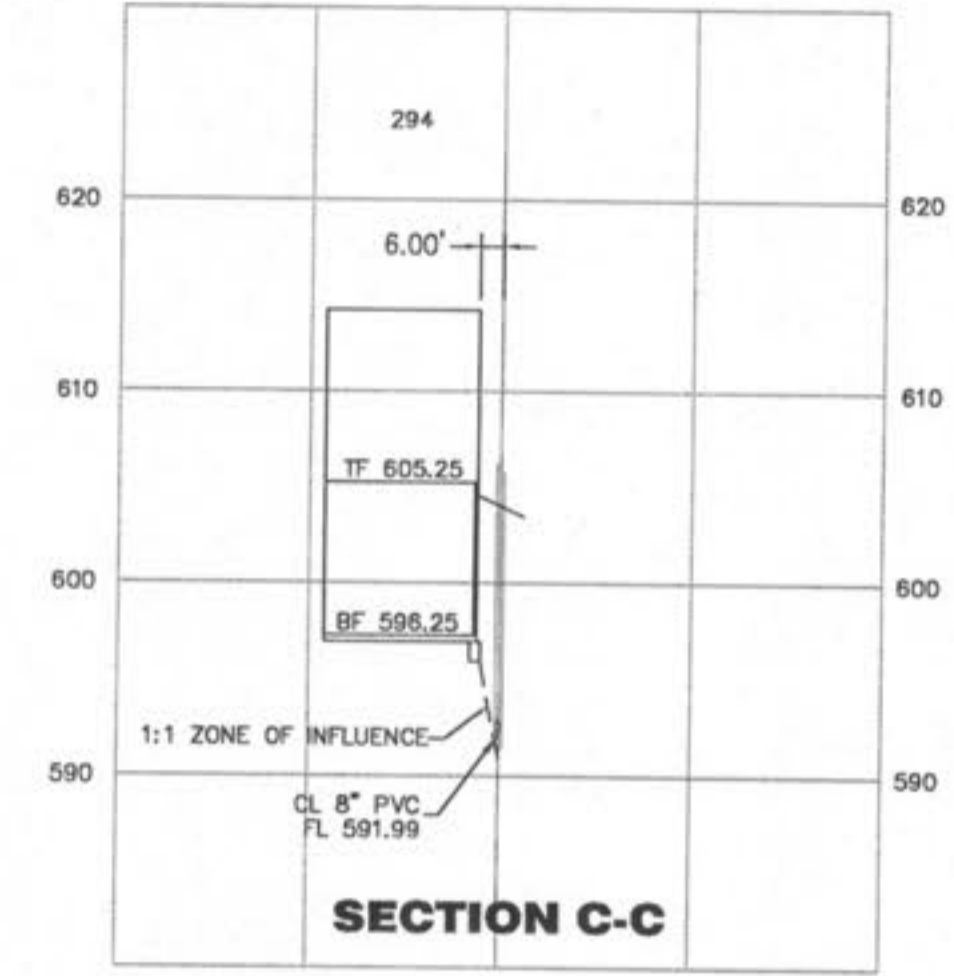 294
620 620
6.00'
610 610
TF 605.25
600 600
BF 596.25
1:1 ZONE OF INFLUENCE
590 590
CL 8" PVC
FL 591.99
SECTION C-C